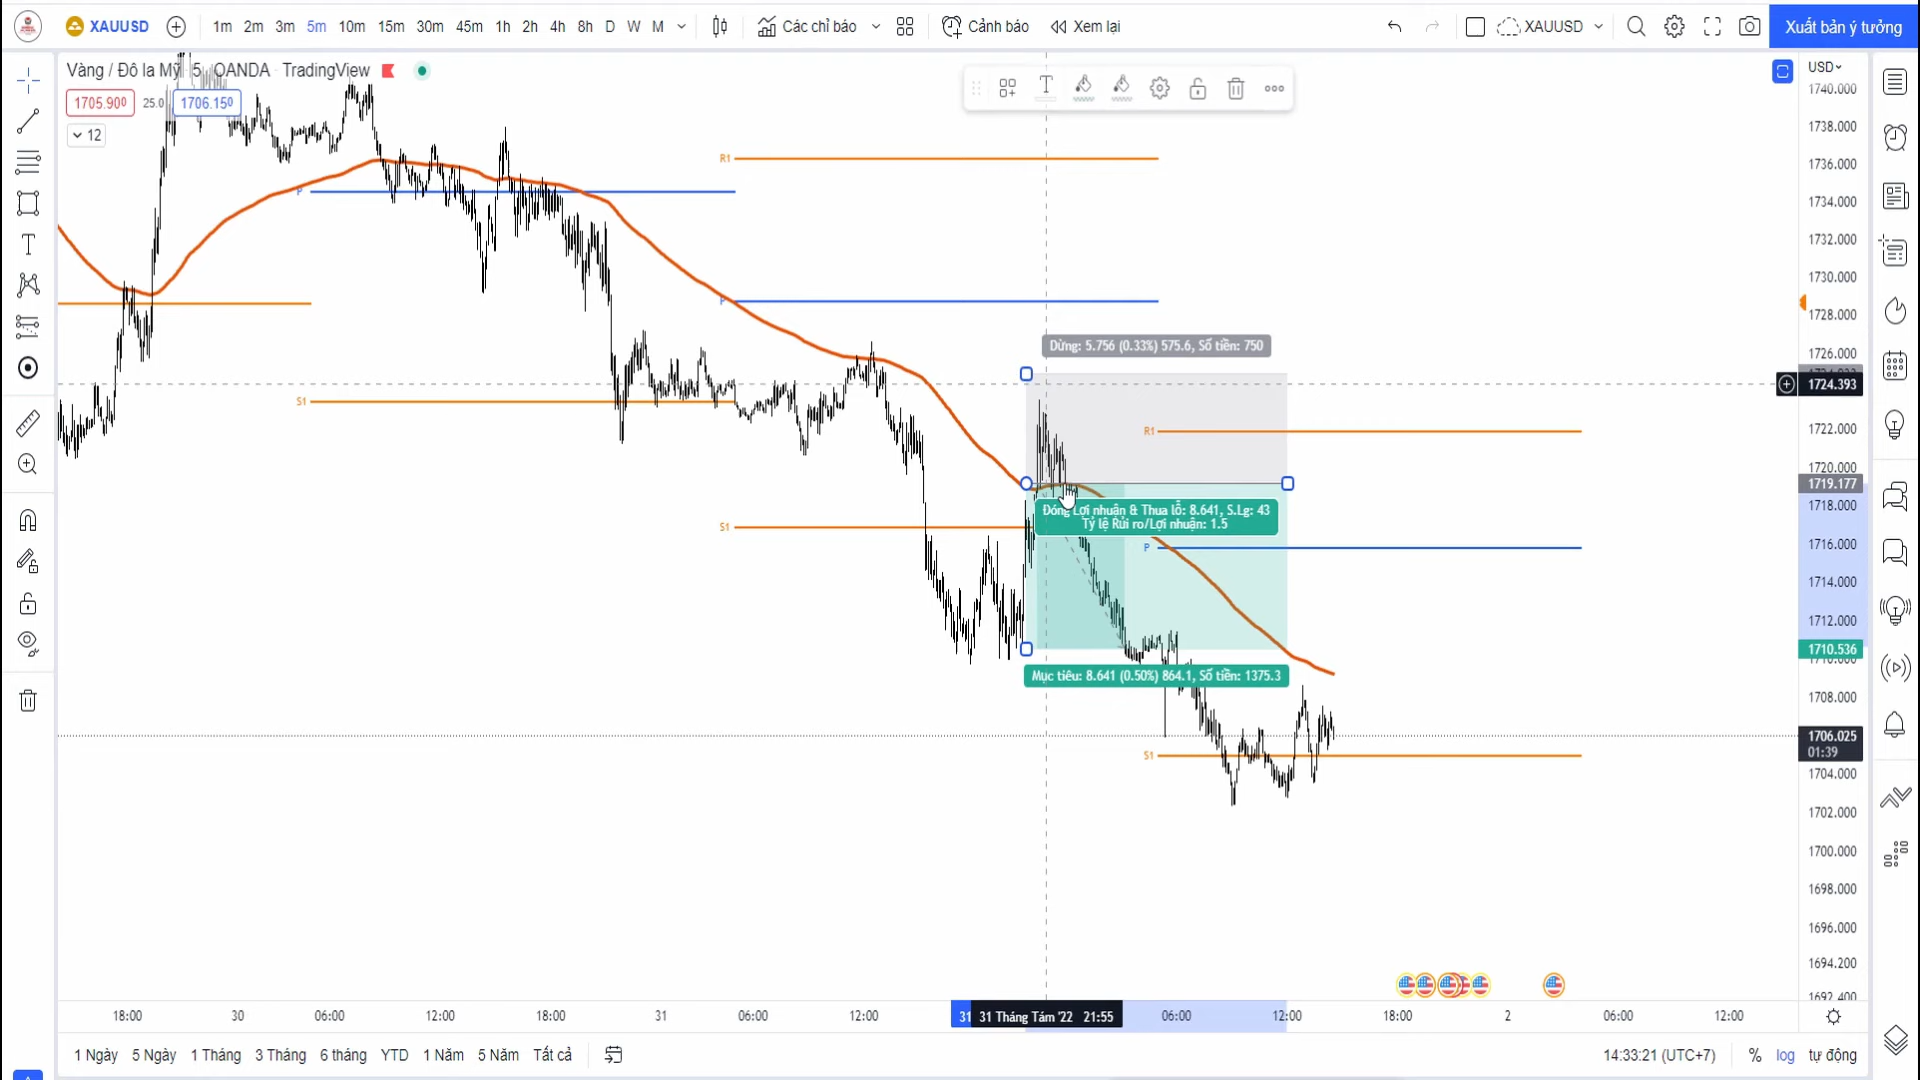 XAUUSD
1m 2m 3m 5m 10m 15m 30m 45m 1h 2h 4h 8h D W M
Các chỉ báo
Cảnh báo
Xem lại
XAUUSD
Xuất bản ý tưởng
Vàng / Đô la Mỹ 5 OANDA TradingView
1705.900 25.0 1706.150
12
USD
1740.000
1738.000
1736.000
1734.000
1732.000
1730.000
1728.000
1726.000
1724.393
1722.000
1720.000
1719.177
1718.000
1716.000
1714.000
1712.000
1710.536
1708.000
1706.025
01:39
1704.000
1702.000
1700.000
1698.000
1696.000
1694.200
1692.400
R1
P
P
S1
S1
R1
P
S1
Dừng: 5.756 (0.33%) 575.6, Số tiền: 750
Đóng Lợi nhuận & Thua lỗ: 8.641, S.Lg: 43
Tỷ lệ Rủi ro/Lợi nhuận: 1.5
Mục tiêu: 8.641 (0.50%) 864.1, Số tiền: 1375.3
18:00 30 06:00 12:00 18:00 31 06:00 12:00 31 31 Tháng Tám '22 21:55 06:00 12:00 18:00 2 06:00 12:00
1 Ngày 5 Ngày 1 Tháng 3 Tháng 6 tháng YTD 1 Năm 5 Năm Tất cả
14:33:21 (UTC+7) % log tự động